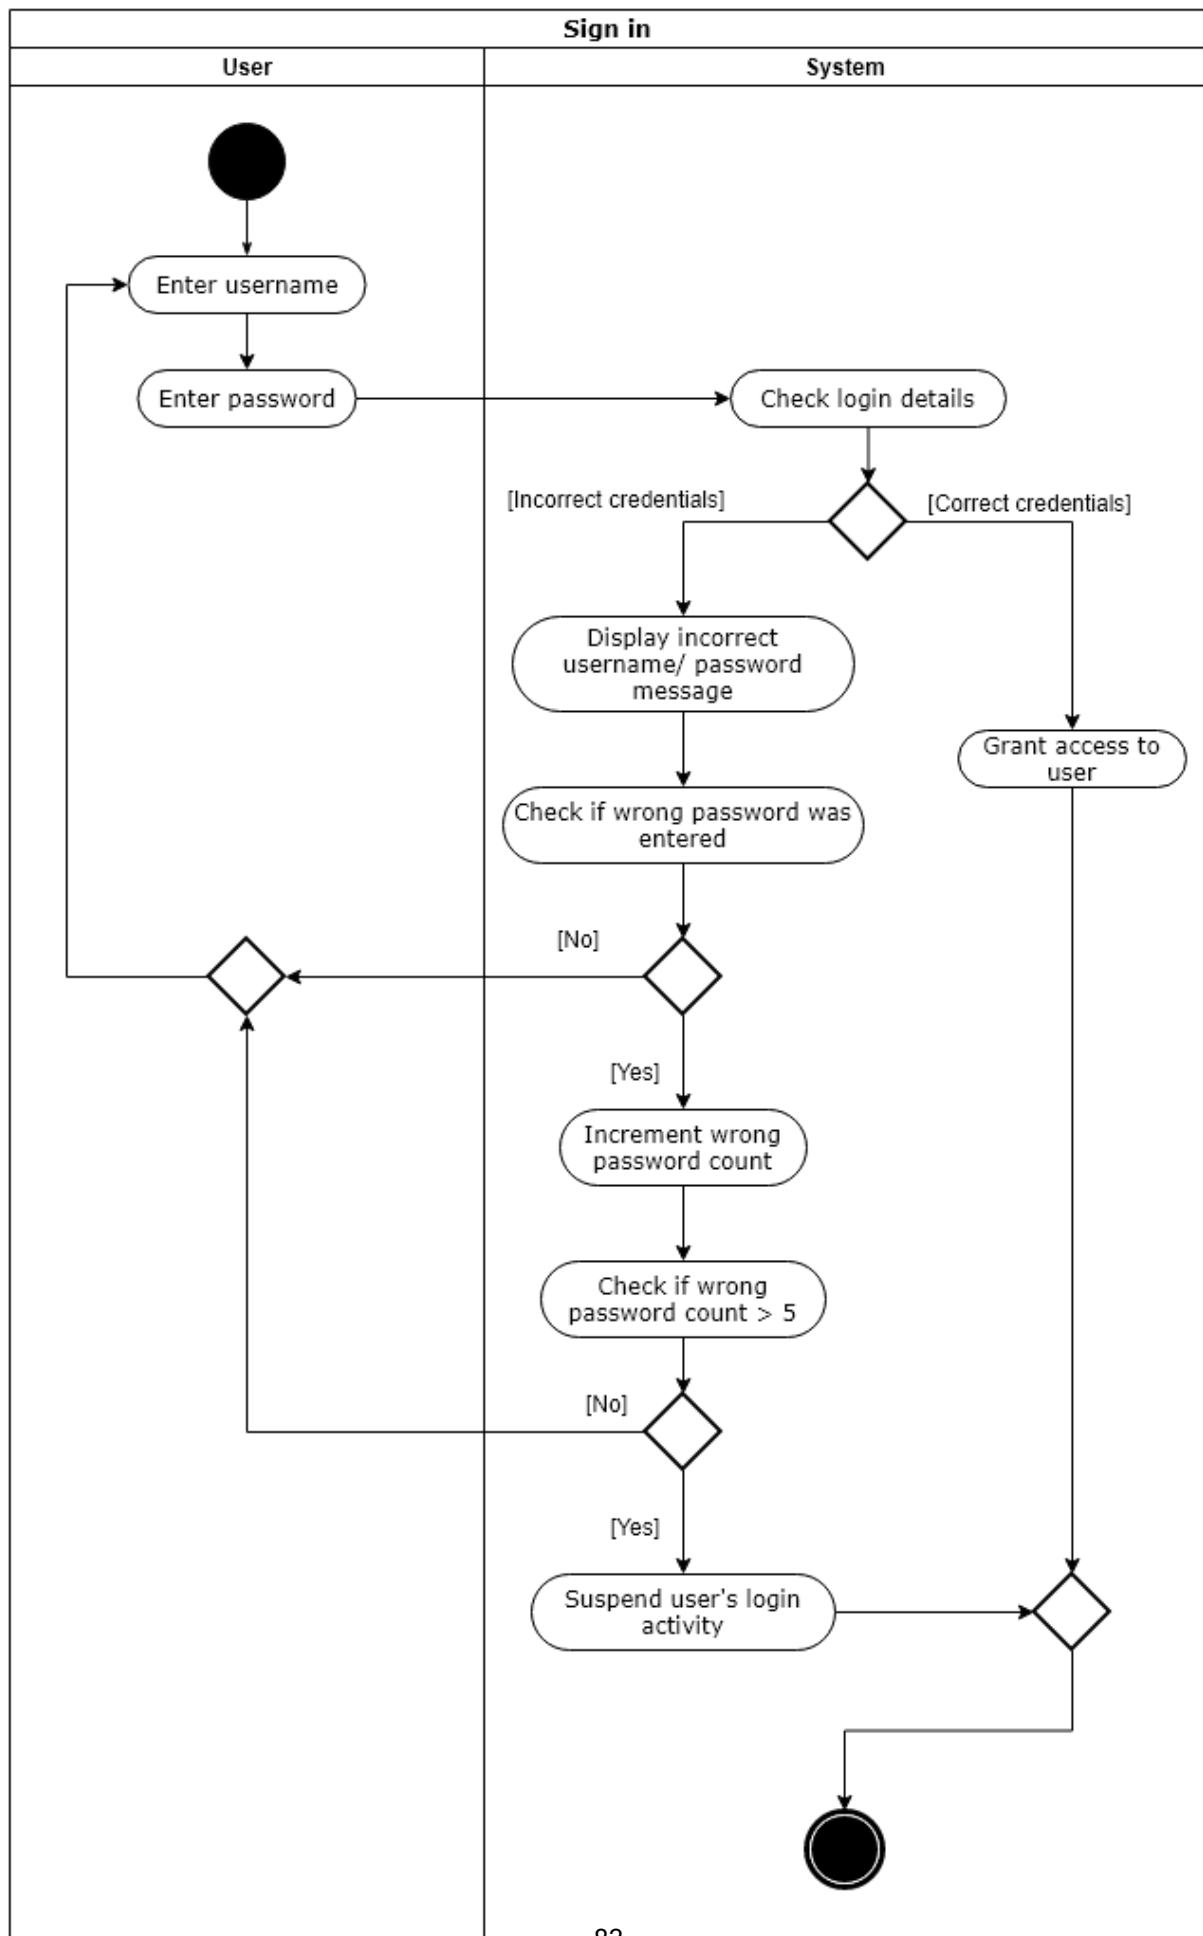 Sign in
User
System
Enter username
Enter password
Check login details
[Incorrect credentials]
[Correct credentials]
Display incorrect
username/ password
message
Grant access to
user
Check if wrong password was
entered
[No]
[Yes]
Increment wrong
password count
Check if wrong
password count > 5
[No]
[Yes]
Suspend user's login
activity